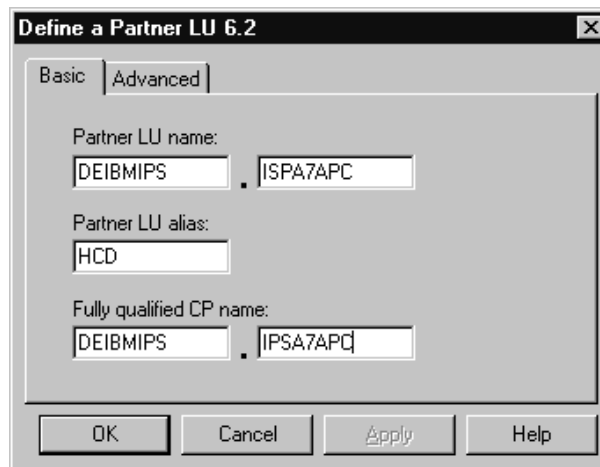 Define a Partner LU 6.2
Basic Advanced
Partner LU name:
DEIBMIPS . ISPA7APC
Partner LU alias:
HCD
Fully qualified CP name:
DEIBMIPS . IPSA7APC
OK Cancel Apply Help